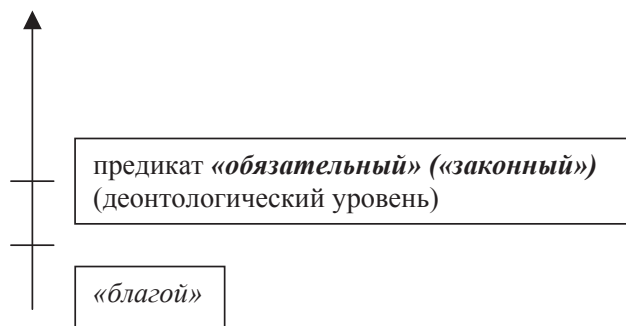 предикат «обязательный» («законный»)
(деонтологический уровень)
«благой»